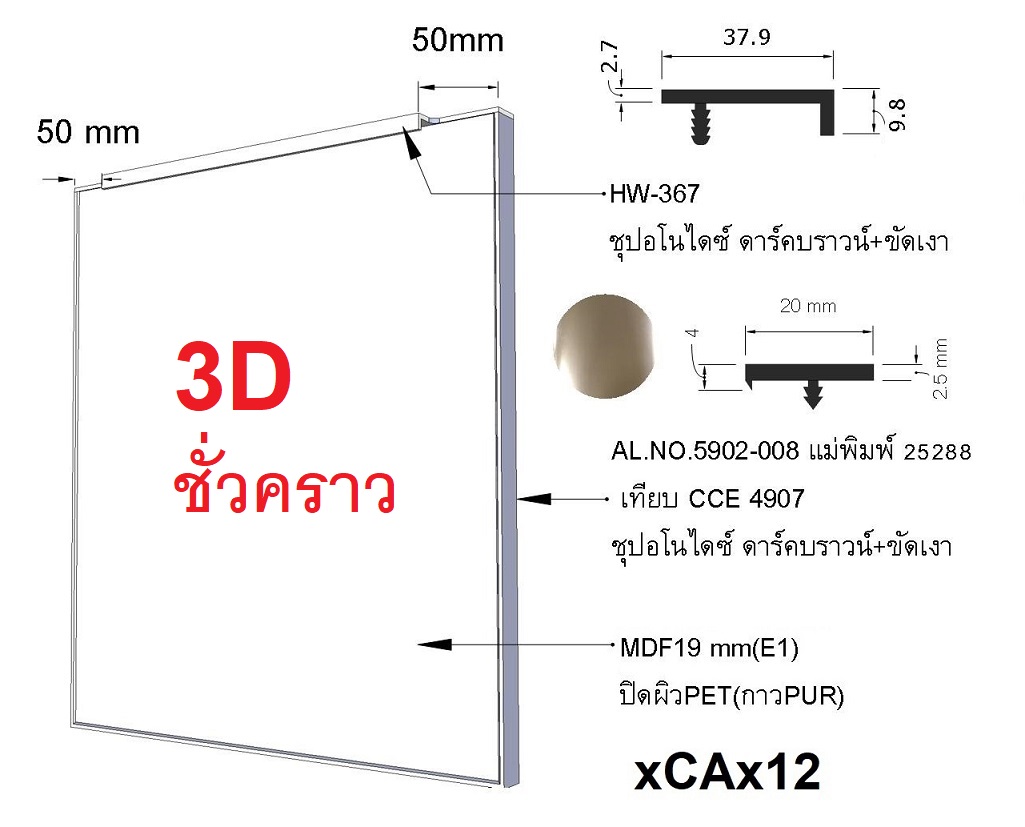 50mm
50 mm
37.9
2.7
9.8
HW-367
ชุปอโนไดซ์ ดาร์คบราวน์+ขัดเงา
20 mm
4
2.5 mm
3D
ชั่วคราว
AL.NO.5902-008 แม่พิมพ์ 25288
เทียบ CCE 4907
ชุปอโนไดซ์ ดาร์คบราวน์+ขัดเงา
MDF19 mm(E1)
ปิดผิวPET(กาวPUR)
xCAx12